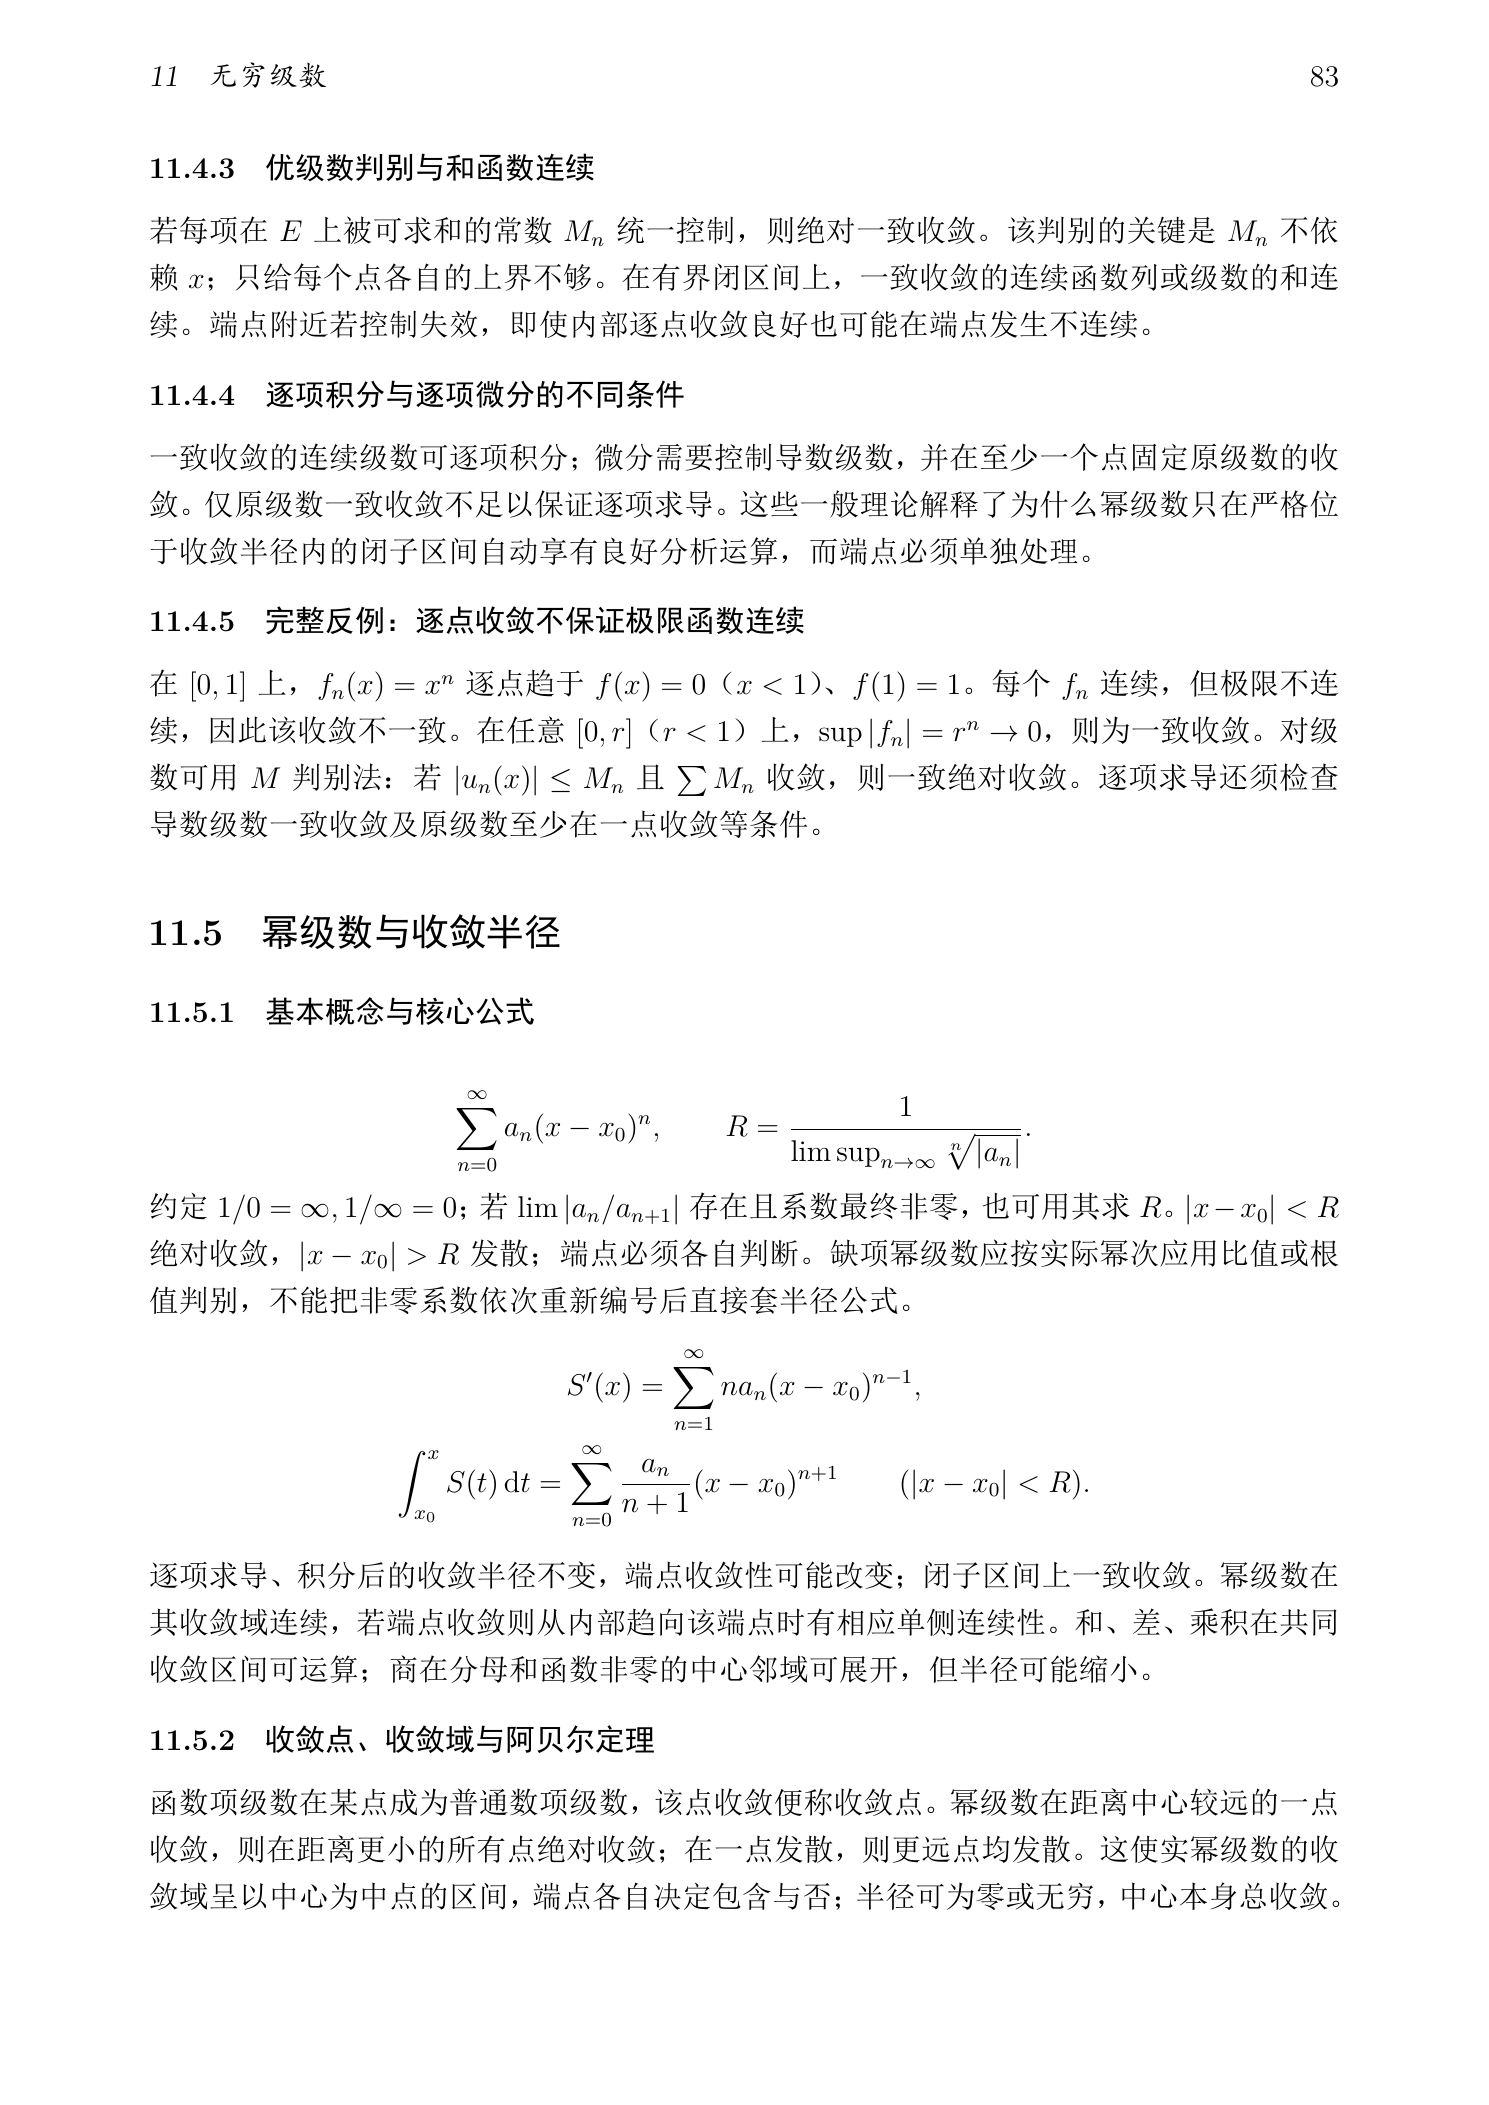 11 无穷级数 83
11.4.3 优级数判别与和函数连续
若每项在 E 上被可求和的常数 Mₙ 统一控制，则绝对一致收敛。该判别的关键是 Mₙ 不依
赖 x；只给每个点各自的上界不够。在有界闭区间上，一致收敛的连续函数列或级数的和连
续。端点附近若控制失效，即使内部逐点收敛良好也可能在端点发生不连续。
11.4.4 逐项积分与逐项微分的不同条件
一致收敛的连续级数可逐项积分；微分需要控制导数级数，并在至少一个点固定原级数的收
敛。仅原级数一致收敛不足以保证逐项求导。这些一般理论解释了为什么幂级数只在严格位
于收敛半径内的闭子区间自动享有良好分析运算，而端点必须单独处理。
11.4.5 完整反例：逐点收敛不保证极限函数连续
在 [0, 1] 上，fₙ(x) = xⁿ 逐点趋于 f(x) = 0（x < 1）、f(1) = 1。每个 fₙ 连续，但极限不连
续，因此该收敛不一致。在任意 [0, r]（r < 1）上，sup |fₙ| = rⁿ → 0，则为一致收敛。对级
数可用 M 判别法：若 |uₙ(x)| ≤ Mₙ 且 ∑ Mₙ 收敛，则一致绝对收敛。逐项求导还须检查
导数级数一致收敛及原级数至少在一点收敛等条件。
11.5 幂级数与收敛半径
11.5.1 基本概念与核心公式
$\sum_{n=0}^{\infty} a_n(x - x_0)^n, \qquad R = \frac{1}{\limsup_{n\to\infty} \sqrt[n]{|a_n|}}.$
约定 1/0 = ∞, 1/∞ = 0；若 lim |aₙ/aₙ₊₁| 存在且系数最终非零，也可用其求 R。|x − x₀| < R
绝对收敛，|x − x₀| > R 发散；端点必须各自判断。缺项幂级数应按实际幂次应用比值或根
值判别，不能把非零系数依次重新编号后直接套半径公式。
$S'(x) = \sum_{n=1}^{\infty} na_n(x - x_0)^{n-1},$
$\int_{x_0}^{x} S(t)\,\mathrm{d}t = \sum_{n=0}^{\infty} \frac{a_n}{n+1}(x - x_0)^{n+1} \qquad (|x - x_0| < R).$
逐项求导、积分后的收敛半径不变，端点收敛性可能改变；闭子区间上一致收敛。幂级数在
其收敛域连续，若端点收敛则从内部趋向该端点时有相应单侧连续性。和、差、乘积在共同
收敛区间可运算；商在分母和函数非零的中心邻域可展开，但半径可能缩小。
11.5.2 收敛点、收敛域与阿贝尔定理
函数项级数在某点成为普通数项级数，该点收敛便称收敛点。幂级数在距离中心较远的一点
收敛，则在距离更小的所有点绝对收敛；在一点发散，则更远点均发散。这使实幂级数的收
敛域呈以中心为中点的区间，端点各自决定包含与否；半径可为零或无穷，中心本身总收敛。